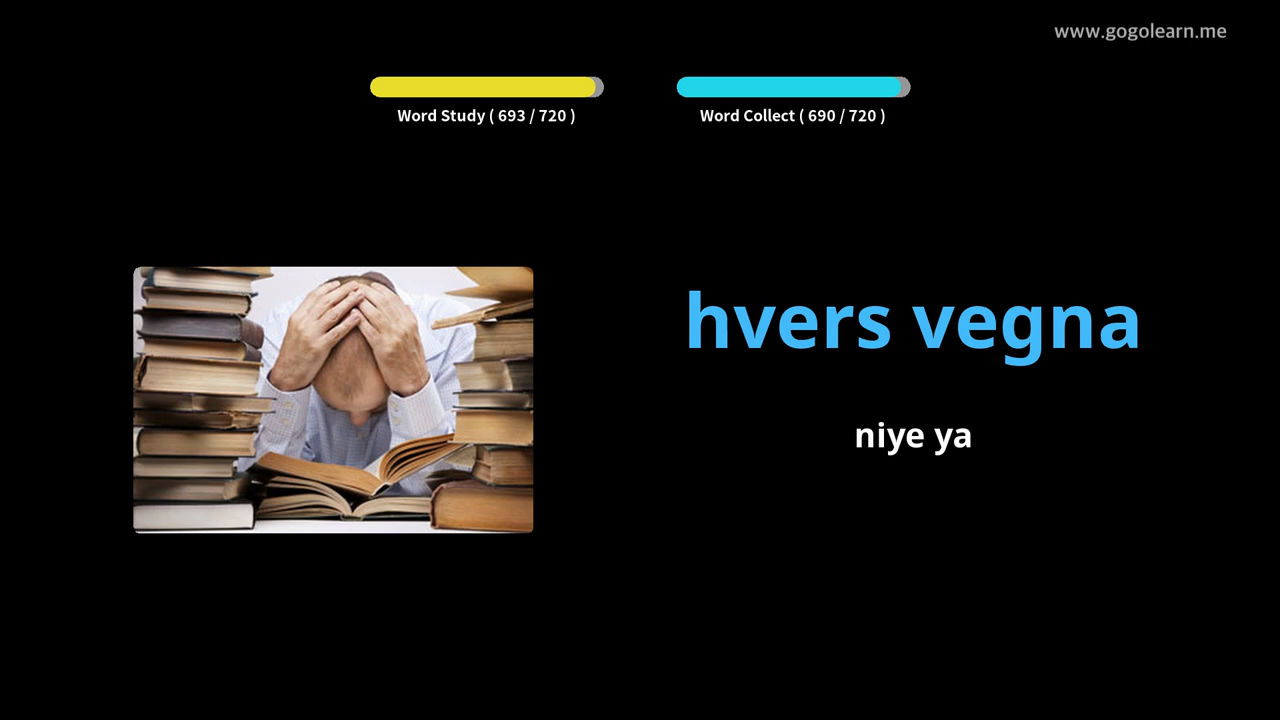 www.gogolearn.me
Word Study ( 693 / 720 )
Word Collect ( 690 / 720 )
hvers vegna
niye ya